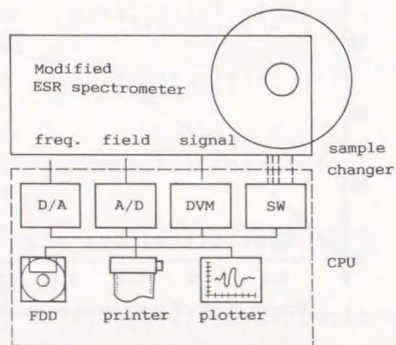 Modified
ESR spectrometer
freq. field signal
sample
changer
D/A A/D DVM SW
CPU
FDD printer plotter